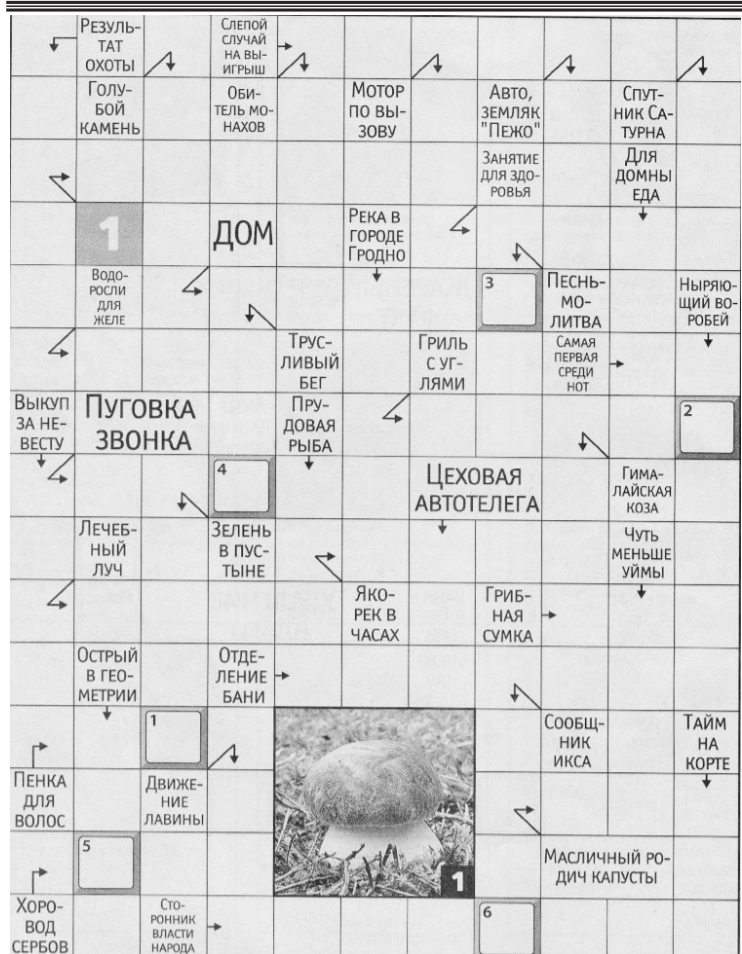 РЕЗУЛЬ-
ТАТ
ОХОТЫ
СЛЕПОЙ
СЛУЧАЙ
НА ВЫ-
ИГРЫШ
ГОЛУ-
БОЙ
КАМЕНЬ
ОБИ-
ТЕЛЬ МО-
НАХОВ
МОТОР
ПО ВЫ-
ЗОВУ
АВТО,
ЗЕМЛЯК
"ПЕЖО"
СПУТ-
НИК СА-
ТУРНА
ЗАНЯТИЕ
ДЛЯ ЗДО-
РОВЬЯ
ДЛЯ
ДОМНЫ
ЕДА
1
ДОМ
РЕКА В
ГОРОДЕ
ГРОДНО
ВОДО-
РОСЛИ
ДЛЯ
ЖЕЛЕ
3
ПЕСНЬ-
МО-
ЛИТВА
НЫРЯЮ-
ЩИЙ ВО-
РОБЕЙ
ТРУС-
ЛИВЫЙ
БЕГ
ГРИЛЬ
С УГ-
ЛЯМИ
САМАЯ
ПЕРВАЯ
СРЕДИ
НОТ
ВЫКУП
ЗА НЕ-
ВЕСТУ
ПУГОВКА
ЗВОНКА
ПРУ-
ДОВАЯ
РЫБА
2
4
ЦЕХОВАЯ
АВТОТЕЛЕГА
ГИМА-
ЛАЙСКАЯ
КОЗА
ЛЕЧЕБ-
НЫЙ
ЛУЧ
ЗЕЛЕНЬ
В ПУС-
ТЫНЕ
ЧУТЬ
МЕНЬШЕ
УЙМЫ
ЯКО-
РЕК В
ЧАСАХ
ГРИБ-
НАЯ
СУМКА
ОСТРЫЙ
В ГЕО-
МЕТРИИ
ОТДЕ-
ЛЕНИЕ
БАНИ
1
СООБЩ-
НИК
ИКСА
ТАЙМ
НА
КОРТЕ
ПЕНКА
ДЛЯ
ВОЛОС
ДВИЖЕ-
НИЕ
ЛАВИНЫ
5
1
МАСЛИЧНЫЙ РО-
ДИЧ КАПУСТЫ
ХОРО-
ВОД
СЕРБОВ
СТО-
РОННИК
ВЛАСТИ
НАРОДА
6